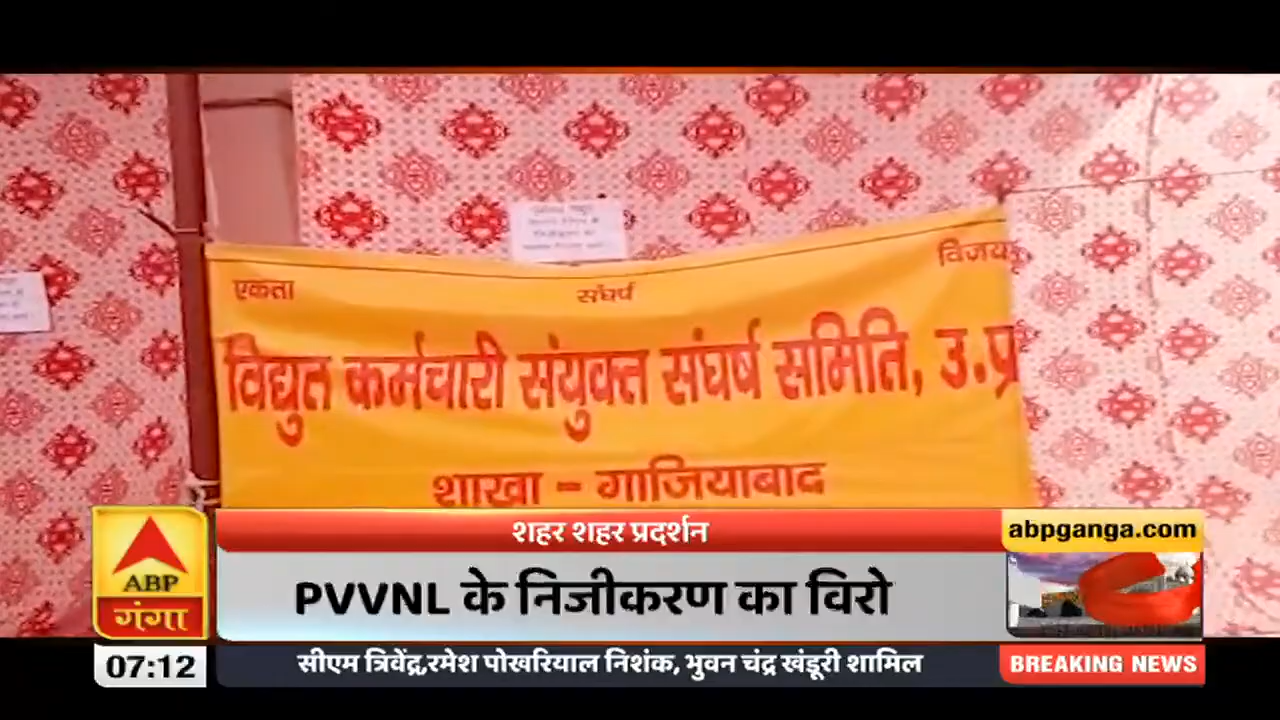 एकता संघर्ष विजय
विद्युत कर्मचारी संयुक्त संघर्ष समिति, उ.प्र
शाखा - गाजियाबाद
शहर शहर प्रदर्शन
abpganga.com
ABP
गंगा
PVVNL के निजीकरण का विरो
07:12
सीएम त्रिवेंद्र,रमेश पोखरियाल निशंक, भुवन चंद्र खंडूरी शामिल
BREAKING NEWS